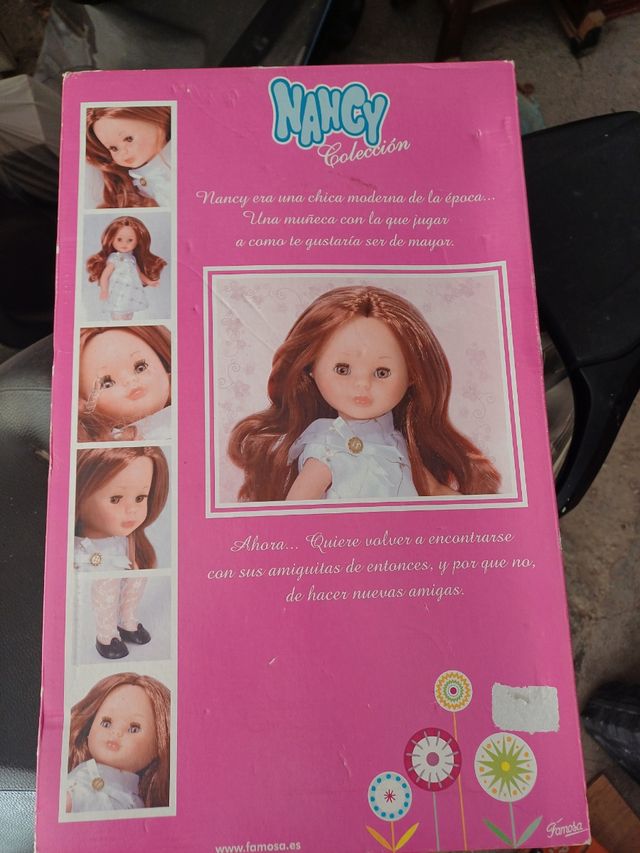 NANCY
Colección
Nancy era una chica moderna de la época...
Una muñeca con la que jugar
a como te gustaría ser de mayor.
Ahora... Quiere volver a encontrarse
con sus amiguitas de entonces, y por que no,
de hacer nuevas amigas.
Famosa
www.famosa.es